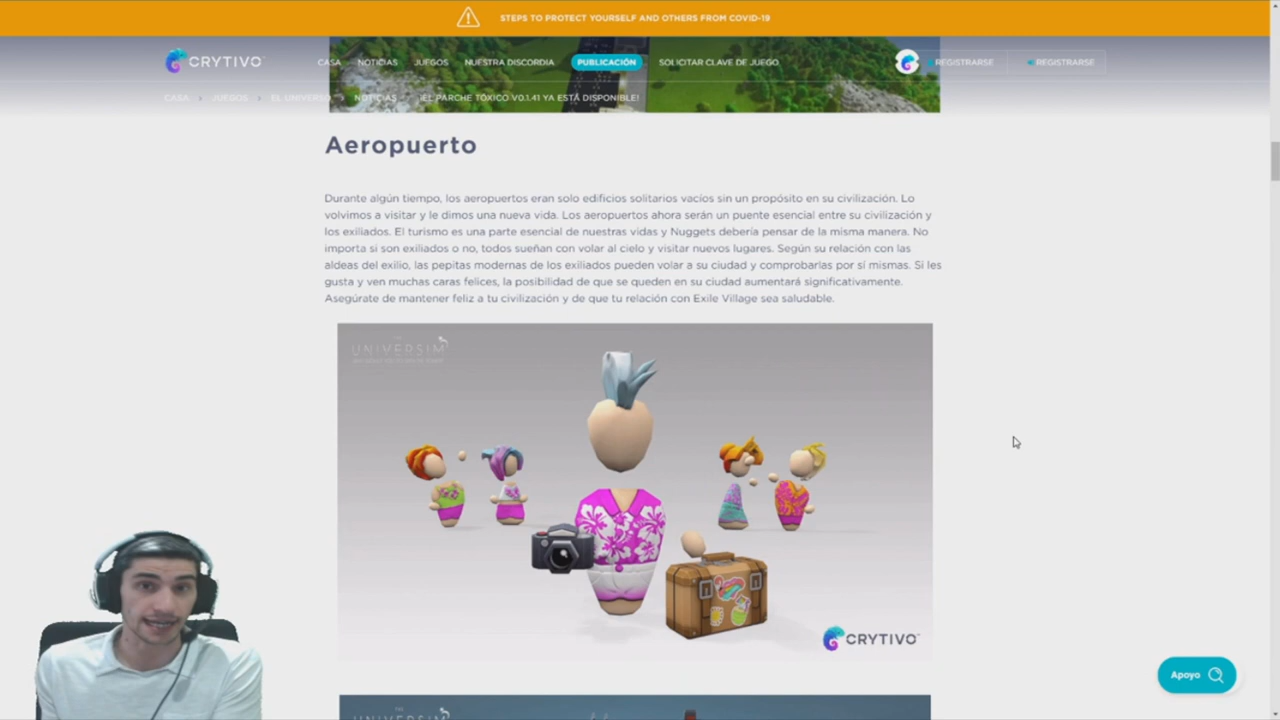 STEPS TO PROTECT YOURSELF AND OTHERS FROM COVID-19
CRYTIVO
CASA
NOTICIAS
JUEGOS
NUESTRA DISCORDIA
PUBLICACIÓN
SOLICITAR CLAVE DE JUEGO
REGISTRARSE
REGISTRARSE
CASA > JUEGOS > EL UNIVERSO > NOTICIAS < ¡EL PARCHE TÓXICO V0.1.41 YA ESTÁ DISPONIBLE!
Aeropuerto
Durante algún tiempo, los aeropuertos eran solo edificios solitarios vacíos sin un propósito en su civilización. Lo
volvimos a visitar y le dimos una nueva vida. Los aeropuertos ahora serán un puente esencial entre su civilización y
los exiliados. El turismo es una parte esencial de nuestras vidas y Nuggets debería pensar de la misma manera. No
importa si son exiliados o no, todos sueñan con volar al cielo y visitar nuevos lugares. Según su relación con las
aldeas del exilio, las pepitas modernas de los exiliados pueden volar a su ciudad y comprobarlas por sí mismas. Si les
gusta y ven muchas caras felices, la posibilidad de que se queden en su ciudad aumentará significativamente.
Asegúrate de mantener feliz a tu civilización y de que tu relación con Exile Village sea saludable.
THE
UNIVERSIM
CRYTIVO
Apoyo
THE
UNIVERSIM